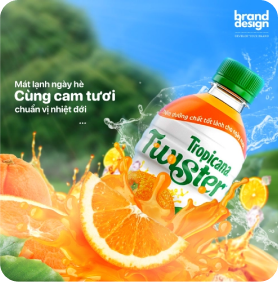 brand
design
Mát lạnh ngày hè
Cùng cam tươi
chuẩn vị nhiệt đới
...
Tropicana
Twister